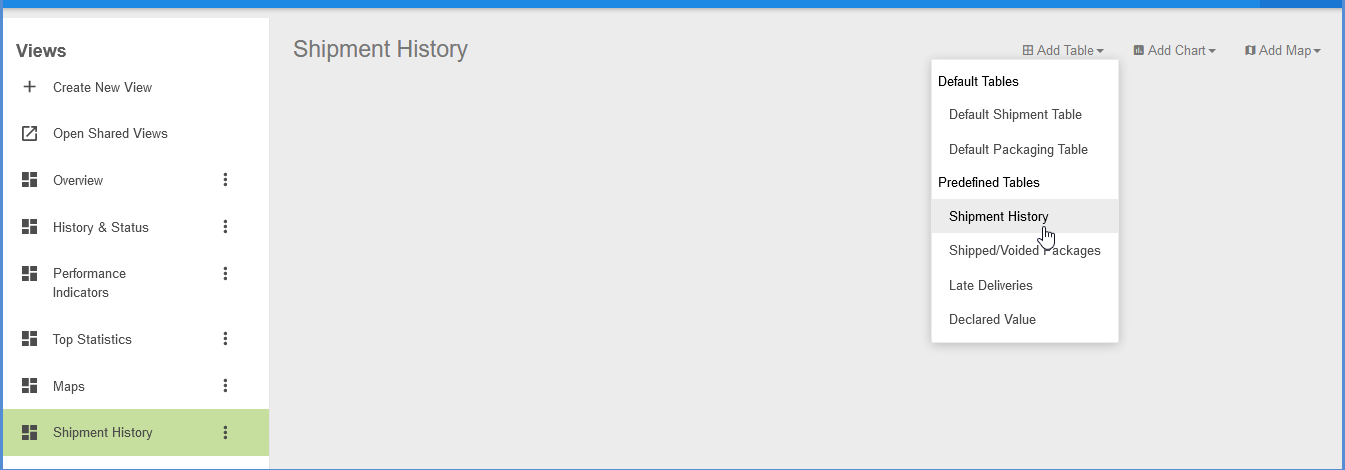 Views
Create New View
Open Shared Views
Overview
History & Status
Performance
Indicators
Top Statistics
Maps
Shipment History
Shipment History
Add Table
Add Chart
Add Map
Default Tables
Default Shipment Table
Default Packaging Table
Predefined Tables
Shipment History
Shipped/Voided Packages
Late Deliveries
Declared Value